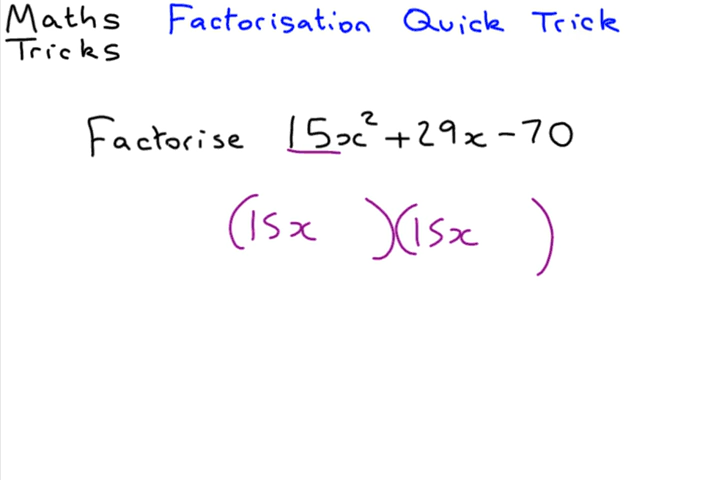 Maths Factorisation Quick Trick
Tricks
Factorise 15x²+29x-70
(15x )(15x )